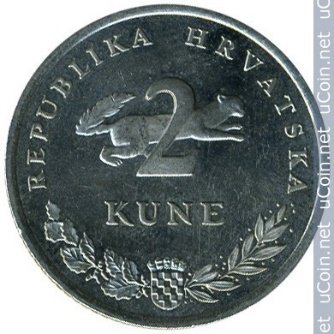 REPUBLIKA HRVATSKA
2
KUNE
uCoin.net uCoin.net uCoin.net